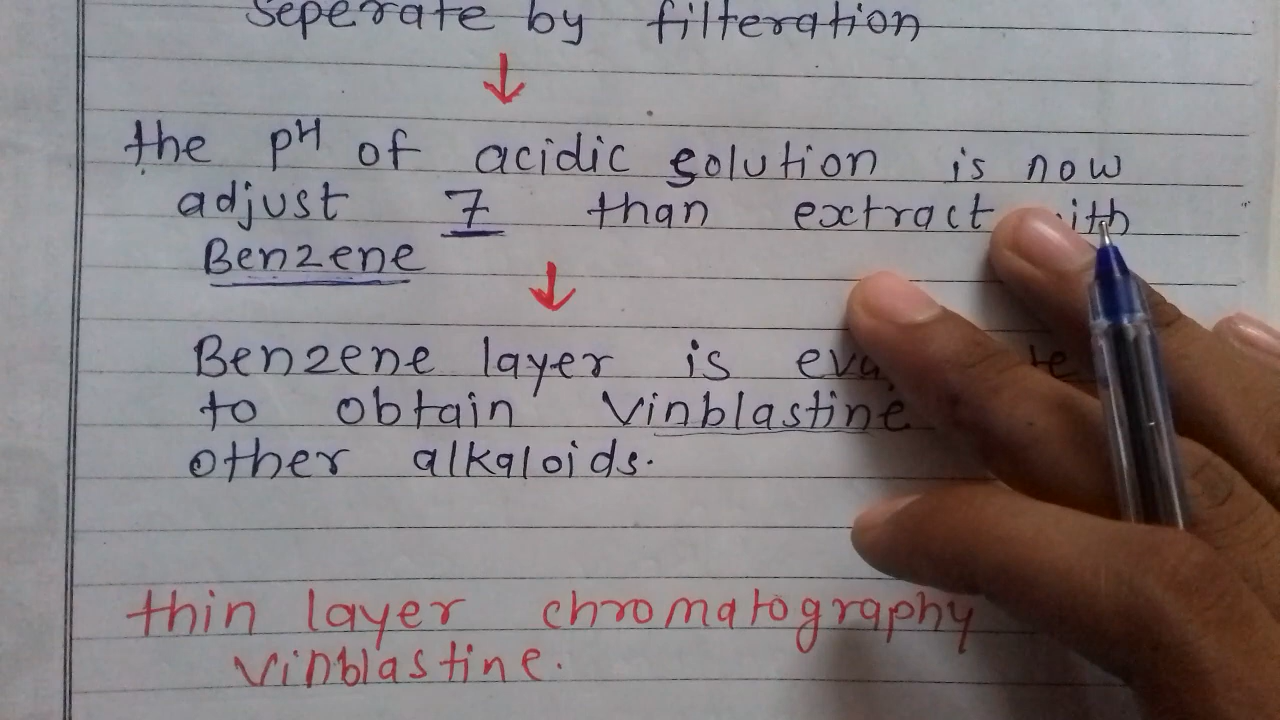 seperate by filteration
the pH of acidic solution is now
adjust 7 than extract
Benzene
Benzene layer is
to obtain vinblastine
other alkaloids.
thin layer chromatography
vinblastine.